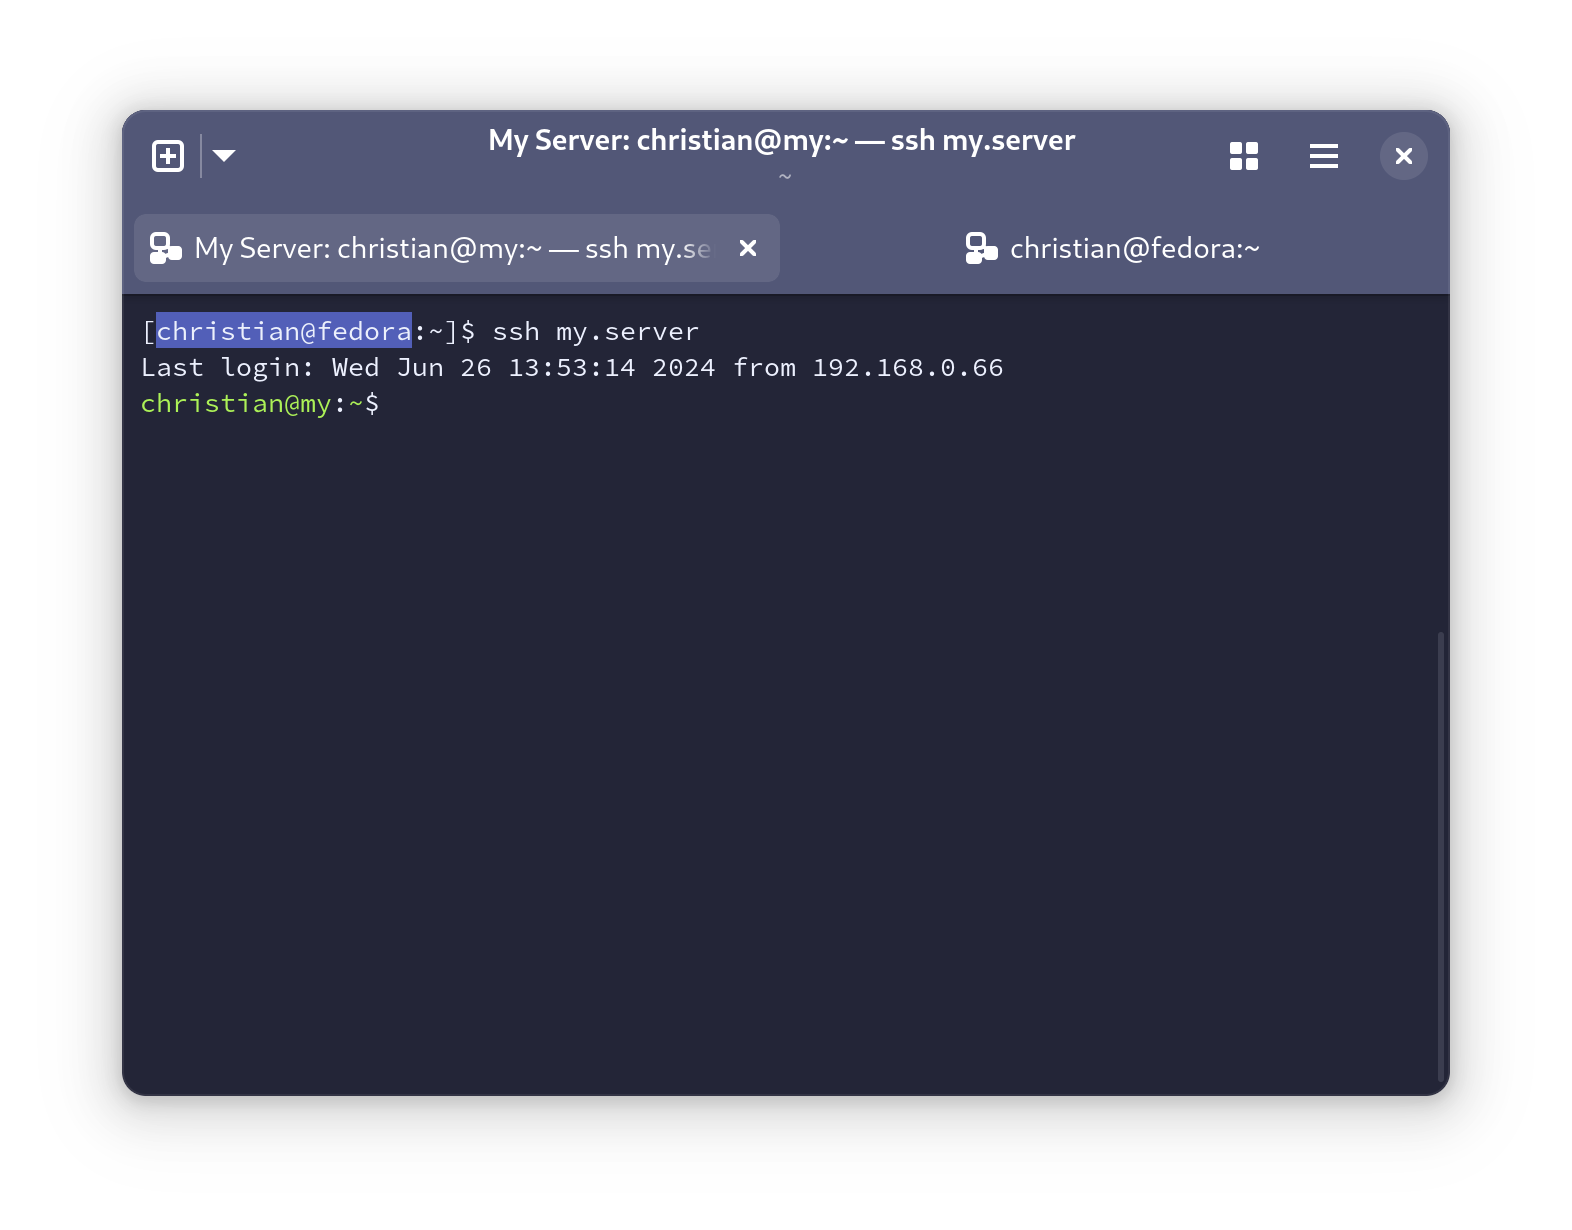 My Server: christian@my:~ — ssh my.server
~
My Server: christian@my:~ — ssh my.se
christian@fedora:~
[christian@fedora:~]$ ssh my.server
Last login: Wed Jun 26 13:53:14 2024 from 192.168.0.66
christian@my:~$